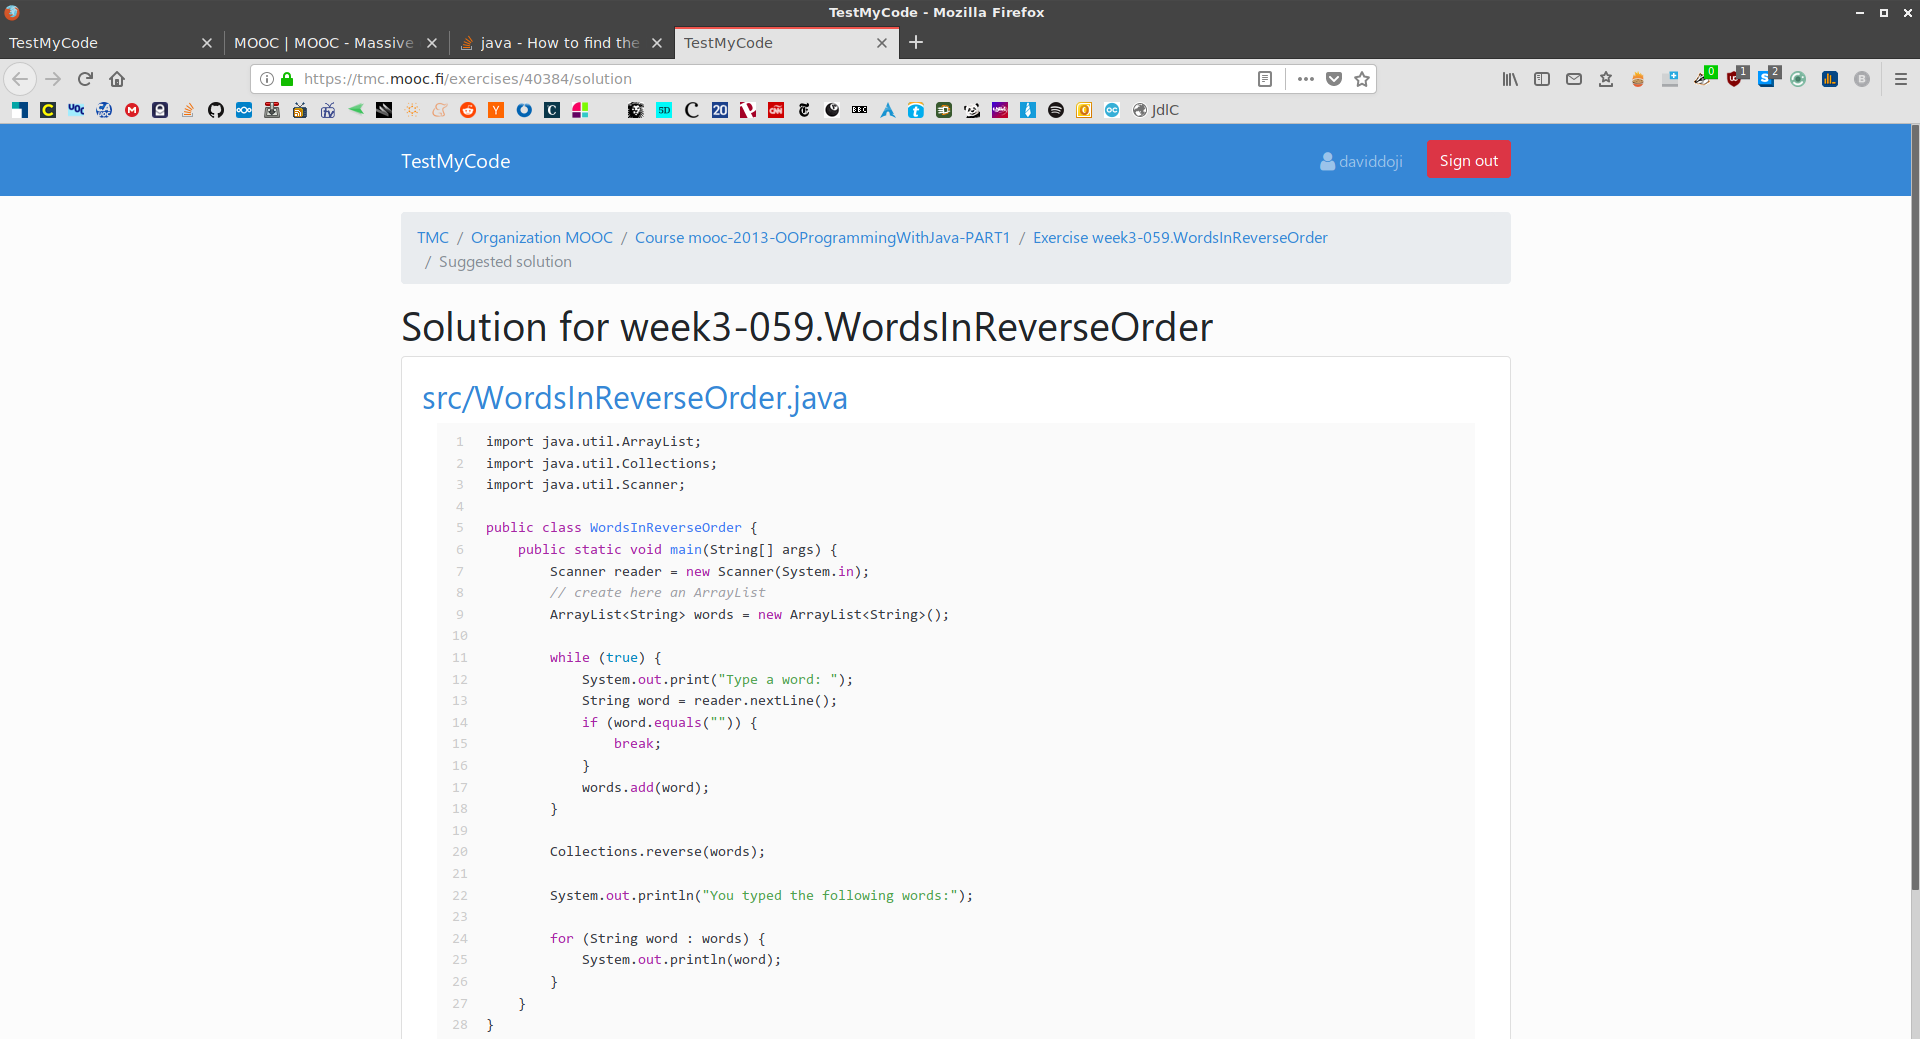 TestMyCode - Mozilla Firefox
TestMyCode
MOOC | MOOC - Massive
java - How to find the
TestMyCode
https://tmc.mooc.fi/exercises/40384/solution
0
1
2
JdlC
TestMyCode
daviddoji
Sign out
TMC / Organization MOOC / Course mooc-2013-OOProgrammingWithJava-PART1 / Exercise week3-059.WordsInReverseOrder
/ Suggested solution
Solution for week3-059.WordsInReverseOrder
src/WordsInReverseOrder.java
1 import java.util.ArrayList;
2 import java.util.Collections;
3 import java.util.Scanner;
4
5 public class WordsInReverseOrder {
6 public static void main(String[] args) {
7 Scanner reader = new Scanner(System.in);
8 // create here an ArrayList
9 ArrayList<String> words = new ArrayList<String>();
10
11 while (true) {
12 System.out.print("Type a word: ");
13 String word = reader.nextLine();
14 if (word.equals("")) {
15 break;
16 }
17 words.add(word);
18 }
19
20 Collections.reverse(words);
21
22 System.out.println("You typed the following words:");
23
24 for (String word : words) {
25 System.out.println(word);
26 }
27 }
28 }